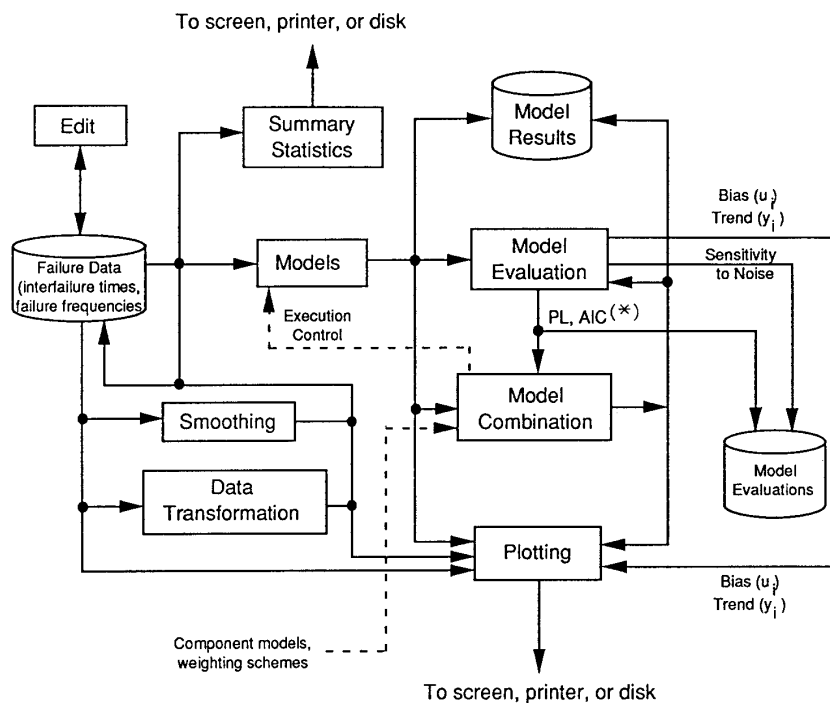 To screen, printer, or disk
Edit
Summary
Statistics
Model
Results
Bias (u_i)
Trend (y_i)
Failure Data
(interfailure times,
failure frequencies
Models
Model
Evaluation
Sensitivity
to Noise
Execution
Control
PL, AIC(*)
Model
Combination
Smoothing
Data
Transformation
Model
Evaluations
Plotting
Bias (u_i)
Trend (y_i)
Component models,
weighting schemes
To screen, printer, or disk